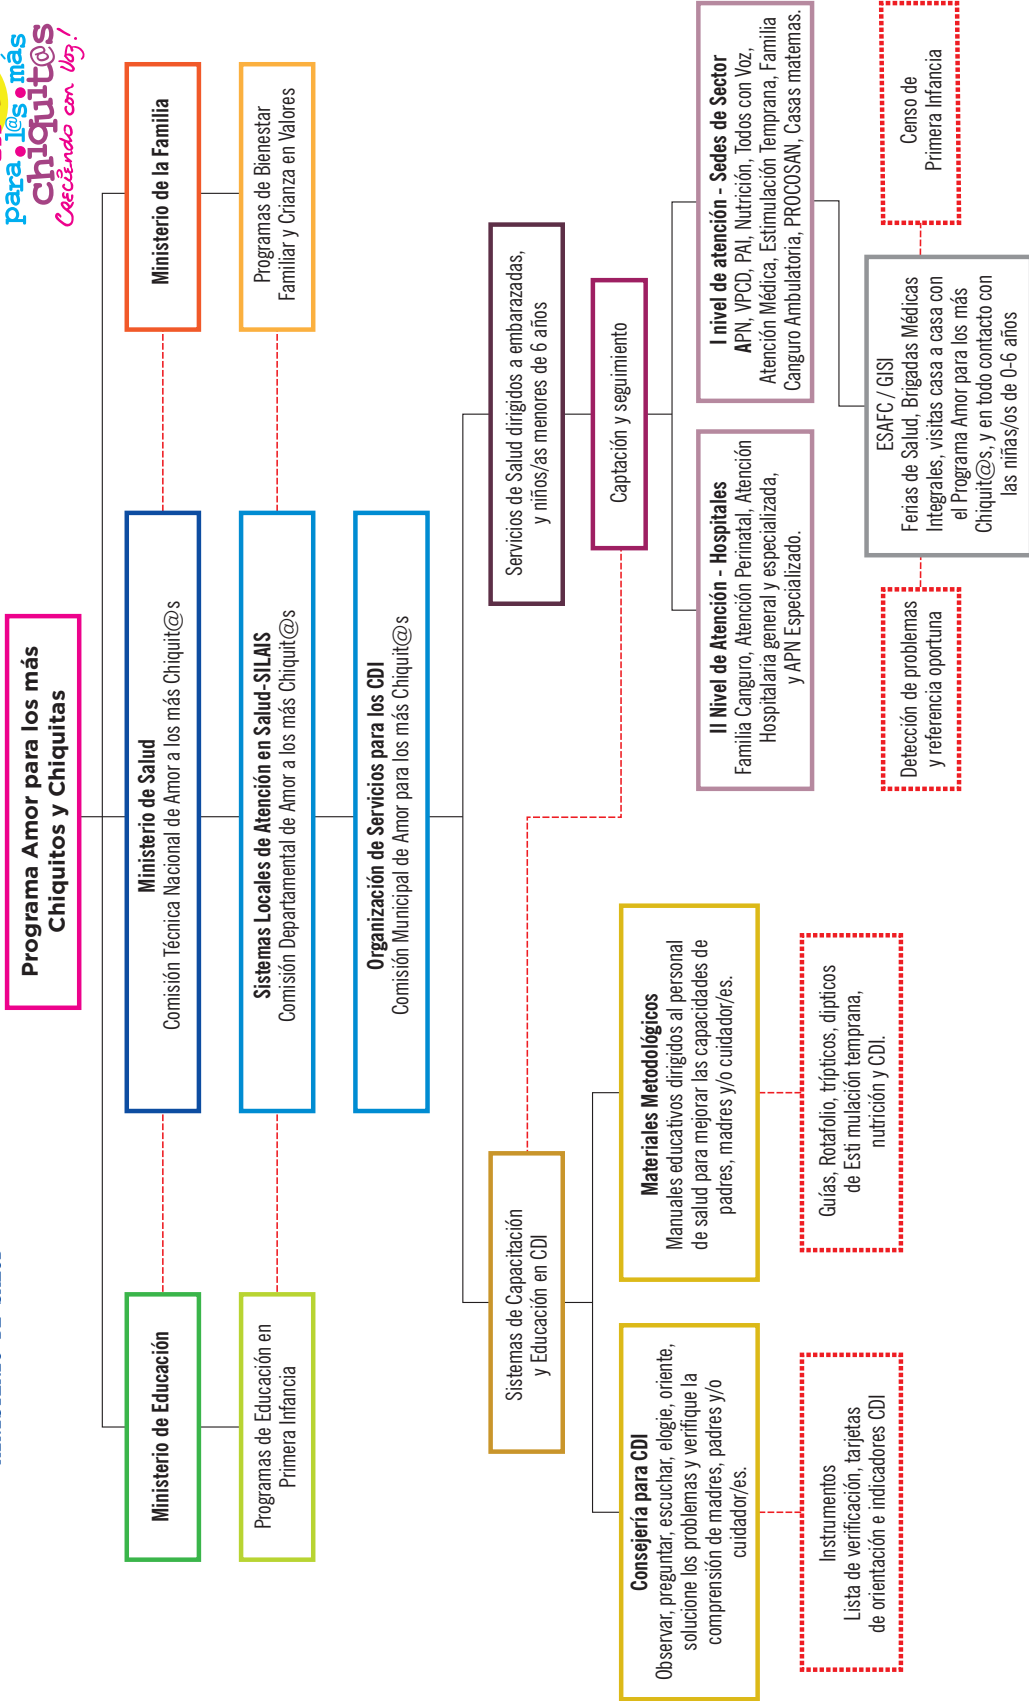 para l@s más
chiquit@s
Creciendo con Voz!
Programa Amor para los más
Chiquitos y Chiquitas
Ministerio de Educación
Ministerio de Salud
Comisión Técnica Nacional de Amor a los más Chiquit@s
Ministerio de la Familia
Programas de Educación en
Primera Infancia
Sistemas Locales de Atención en Salud-SILAIS
Comisión Departamental de Amor a los más Chiquit@s
Programas de Bienestar
Familiar y Crianza en Valores
Organización de Servicios para los CDI
Comisión Municipal de Amor para los más Chiquit@s
Sistemas de Capacitación
y Educación en CDI
Servicios de Salud dirigidos a embarazadas,
y niños/as menores de 6 años
Captación y seguimiento
Consejería para CDI
Observar, preguntar, escuchar, elogie, oriente,
solucione los problemas y verifique la
comprensión de madres, padres y/o
cuidador/es.
Materiales Metodológicos
Manuales educativos dirigidos al personal
de salud para mejorar las capacidades de
padres, madres y/o cuidador/es.
II Nivel de Atención - Hospitales
Familia Canguro, Atención Perinatal, Atención
Hospitalaria general y especializada,
y APN Especializado.
I nivel de atención - Sedes de Sector
APN, VPCD, PAI, Nutrición, Todos con Voz,
Atención Médica, Estimulación Temprana, Familia
Canguro Ambulatoria, PROCOSAN, Casas maternas.
Instrumentos
Lista de verificación, tarjetas
de orientación e indicadores CDI
Guías, Rotafolio, trípticos, dipticos
de Esti mulación temprana,
nutrición y CDI.
Detección de problemas
y referencia oportuna
ESAFC / GISI
Ferias de Salud, Brigadas Médicas
Integrales, visitas casa a casa con
el Programa Amor para los más
Chiquit@s, y en todo contacto con
las niñas/os de 0-6 años
Censo de
Primera Infancia